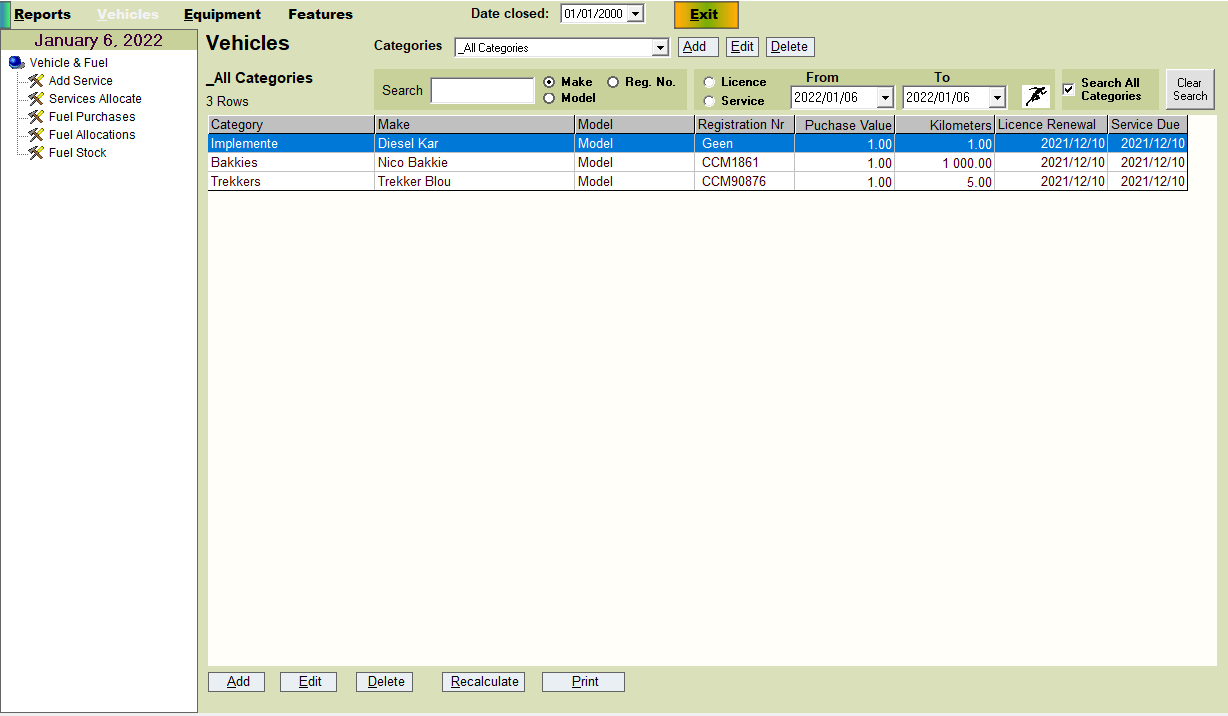 Reports Vehicles Equipment Features Date closed: 01/01/2000 Exit
January 6, 2022
Vehicle & Fuel
Add Service
Services Allocate
Fuel Purchases
Fuel Allocations
Fuel Stock
Vehicles Categories _All Categories Add Edit Delete
_All Categories
3 Rows
Search Make Reg. No.
Model
Licence
Service
From To
2022/01/06 2022/01/06
Search All
Categories
Clear
Search
Category Make Model Registration Nr Puchase Value Kilometers Licence Renewal Service Due
Implemente Diesel Kar Model Geen 1.00 1.00 2021/12/10 2021/12/10
Bakkies Nico Bakkie Model CCM1861 1.00 1 000.00 2021/12/10 2021/12/10
Trekkers Trekker Blou Model CCM90876 1.00 5.00 2021/12/10 2021/12/10
Add Edit Delete Recalculate Print